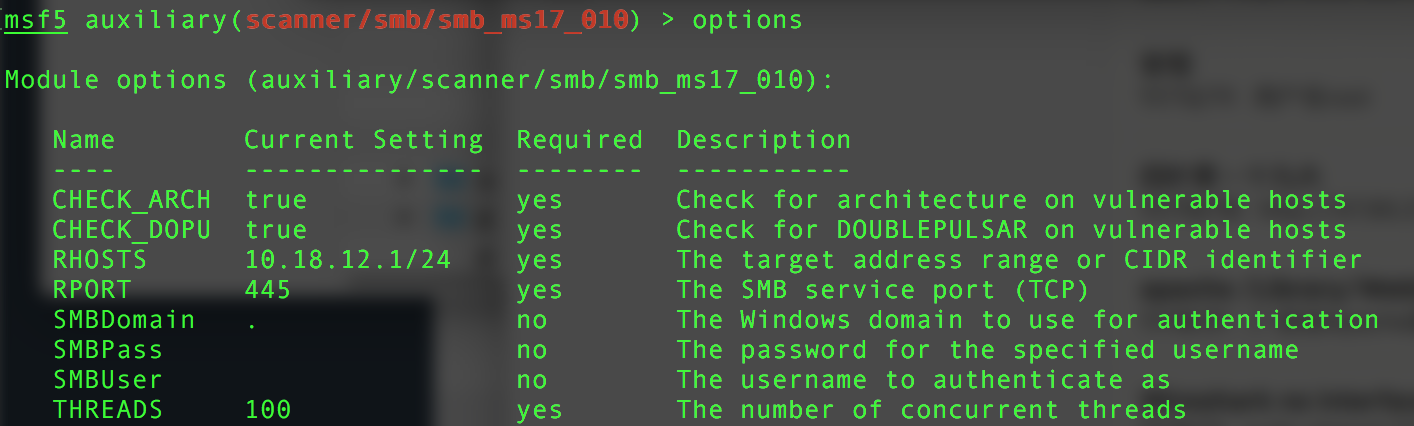 msf5 auxiliary(scanner/smb/smb_ms17_010) > options
Module options (auxiliary/scanner/smb/smb_ms17_010):
Name Current Setting Required Description
---- --------------- -------- -----------
CHECK_ARCH true yes Check for architecture on vulnerable hosts
CHECK_DOPU true yes Check for DOUBLEPULSAR on vulnerable hosts
RHOSTS 10.18.12.1/24 yes The target address range or CIDR identifier
RPORT 445 yes The SMB service port (TCP)
SMBDomain . no The Windows domain to use for authentication
SMBPass no The password for the specified username
SMBUser no The username to authenticate as
THREADS 100 yes The number of concurrent threads